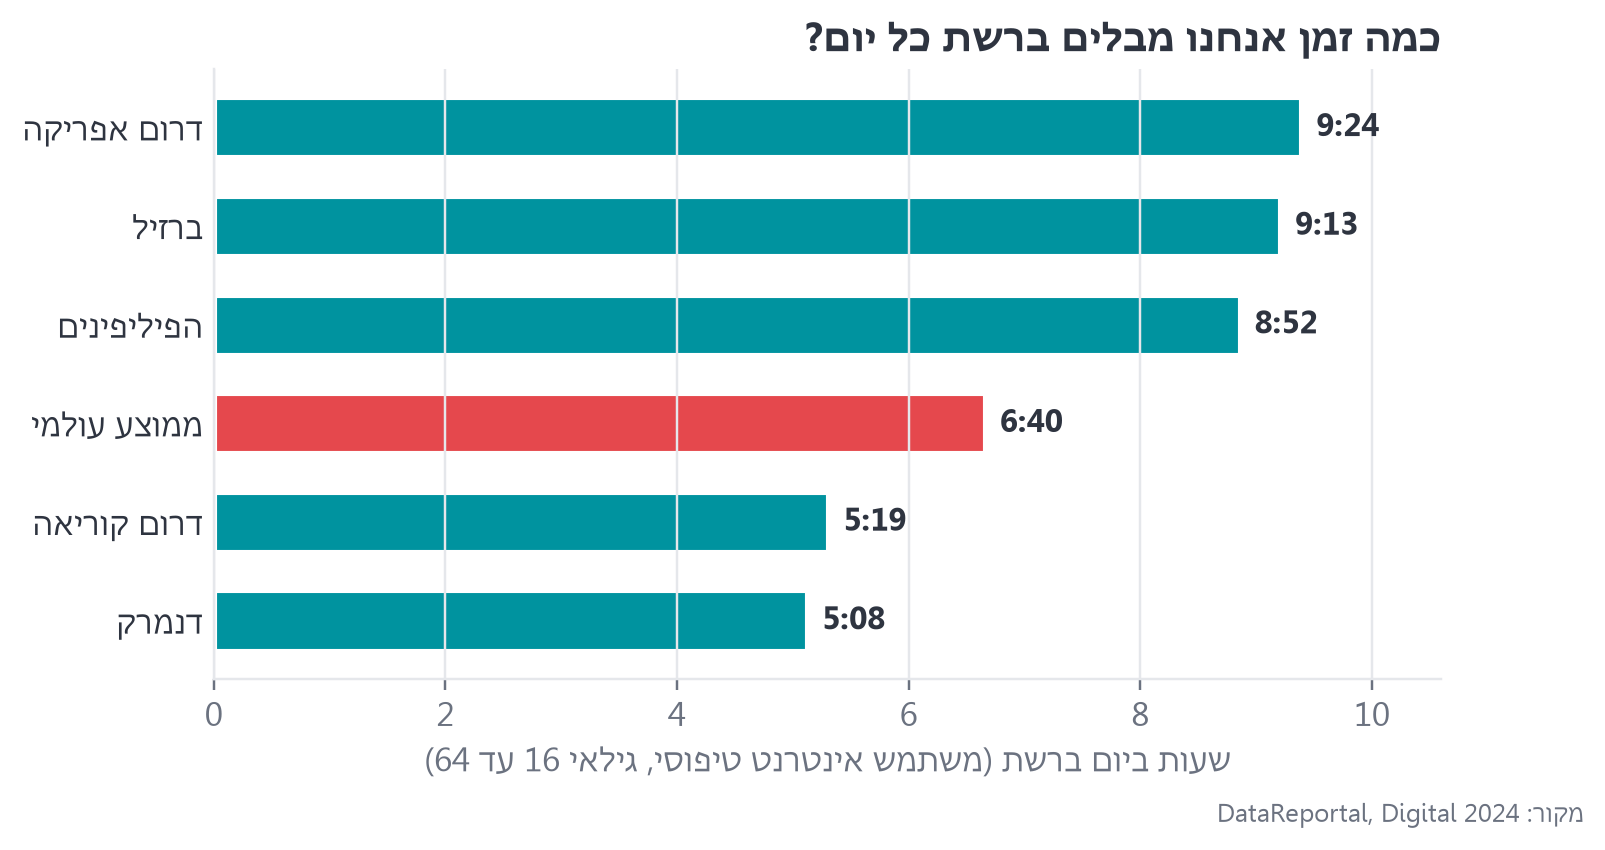 כמה זמן אנחנו מבלים ברשת כל יום?
דרום אפריקה 9:24
ברזיל 9:13
הפיליפינים 8:52
ממוצע עולמי 6:40
דרום קוריאה 5:19
דנמרק 5:08
0 2 4 6 8 10
שעות ביום ברשת (משתמש אינטרנט טיפוסי, גילאי 16 עד 64)
מקור: DataReportal, Digital 2024